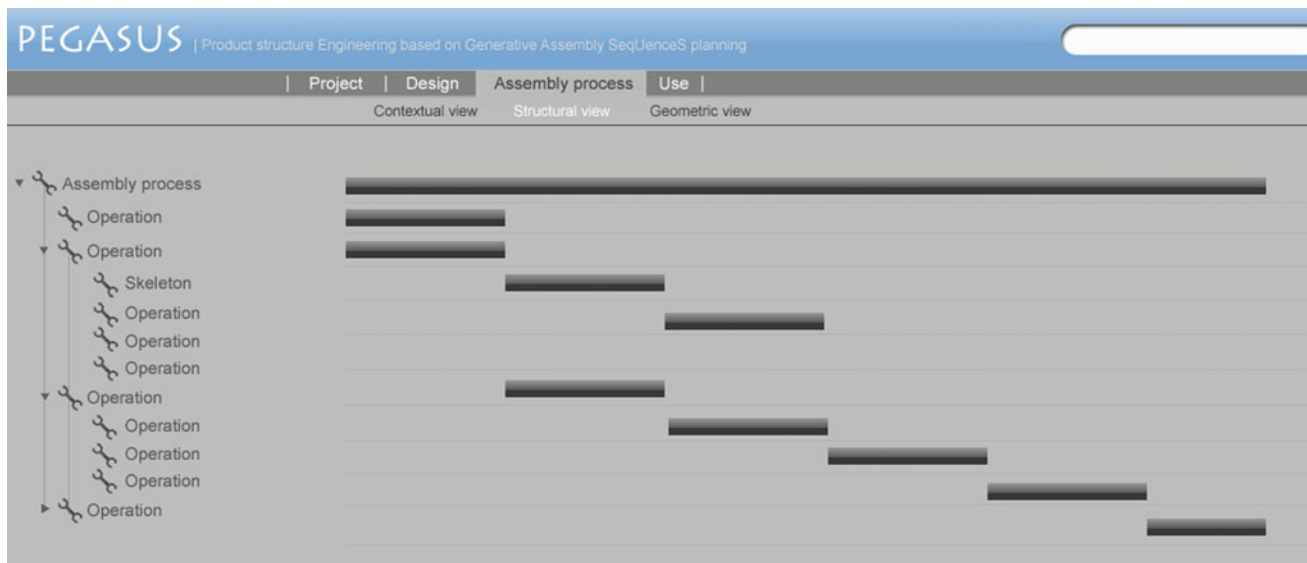 PEGASUS | Product structure Engineering based on Generative Assembly SeqUenceS planning
| Project | Design Assembly process Use |
Contextual view Structural view Geometric view
Assembly process
Operation
Operation
Skeleton
Operation
Operation
Operation
Operation
Operation
Operation
Operation
Operation